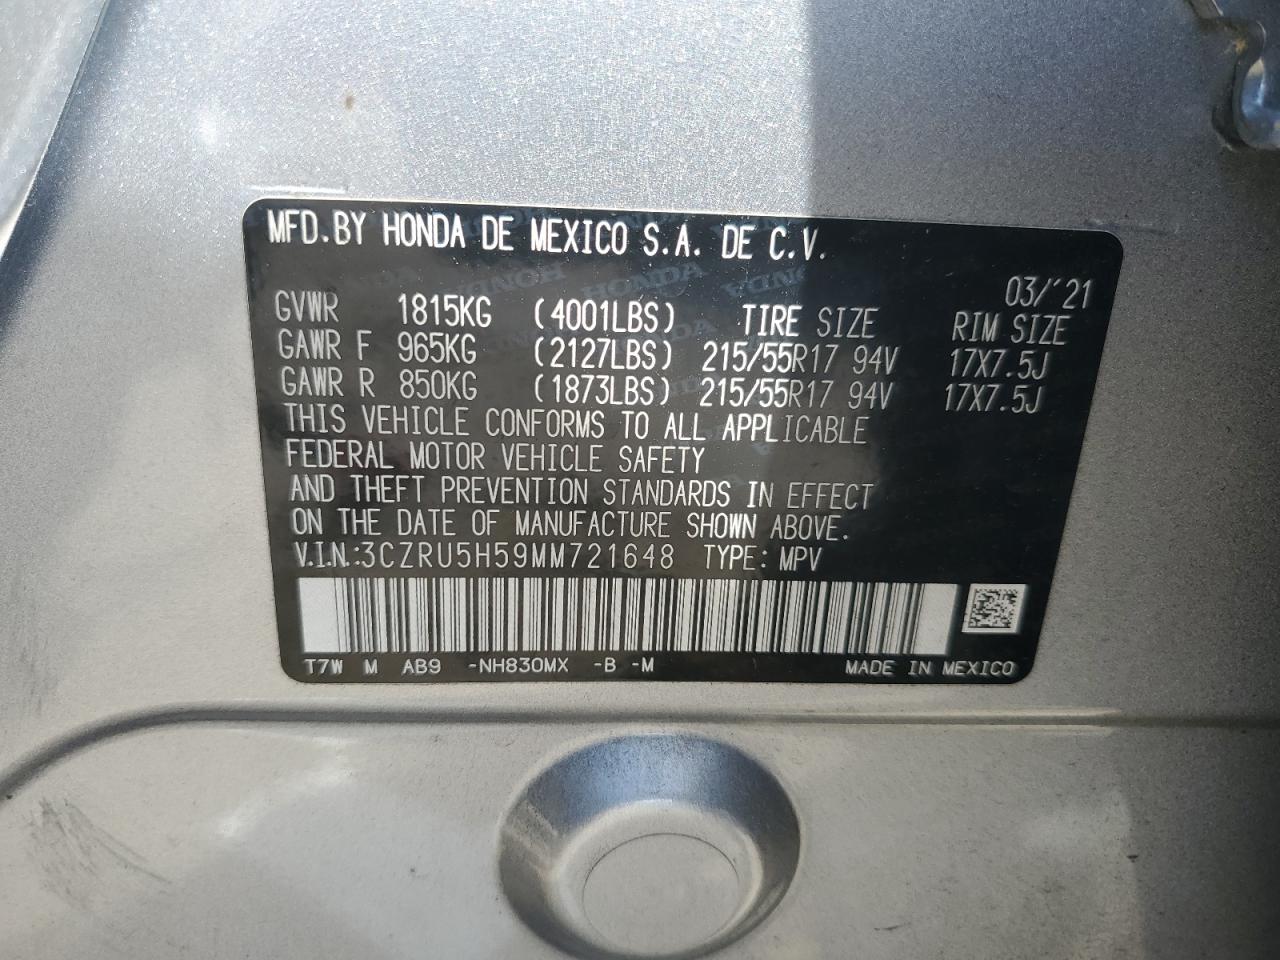 MFD.BY HONDA DE MEXICO S.A. DE C.V.
03/'21
GVWR 1815KG (4001LBS) TIRE SIZE RIM SIZE
GAWR F 965KG (2127LBS) 215/55R17 94V 17X7.5J
GAWR R 850KG (1873LBS) 215/55R17 94V 17X7.5J
THIS VEHICLE CONFORMS TO ALL APPLICABLE
FEDERAL MOTOR VEHICLE SAFETY
AND THEFT PREVENTION STANDARDS IN EFFECT
ON THE DATE OF MANUFACTURE SHOWN ABOVE.
V.I.N.:3CZRU5H59MM721648 TYPE: MPV
T7W M AB9 -NH830MX -B -M MADE IN MEXICO